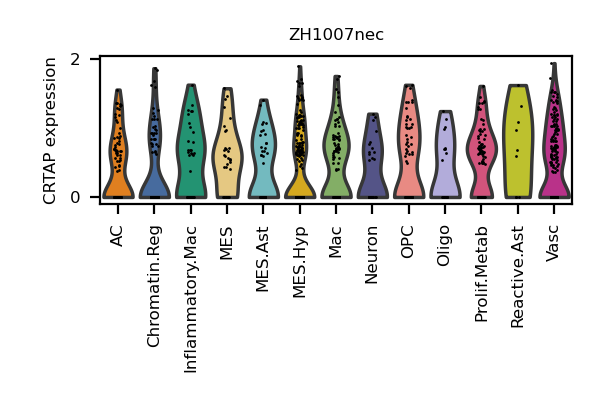 ZH1007nec
CRTAP expression
2
0
AC
Chromatin.Reg
Inflammatory.Mac
MES
MES.Ast
MES.Hyp
Mac
Neuron
OPC
Oligo
Prolif.Metab
Reactive.Ast
Vasc